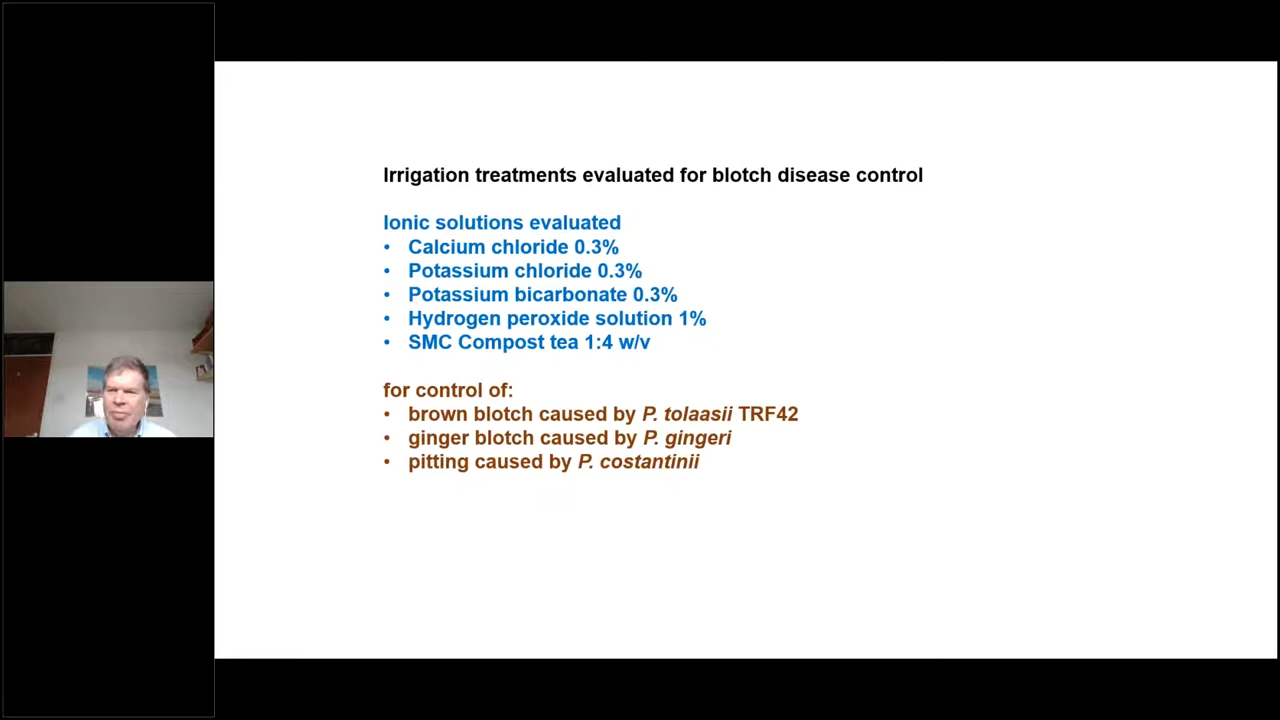 Irrigation treatments evaluated for blotch disease control
Ionic solutions evaluated
• Calcium chloride 0.3%
• Potassium chloride 0.3%
• Potassium bicarbonate 0.3%
• Hydrogen peroxide solution 1%
• SMC Compost tea 1:4 w/v
for control of:
• brown blotch caused by P. tolaasii TRF42
• ginger blotch caused by P. gingeri
• pitting caused by P. costantinii